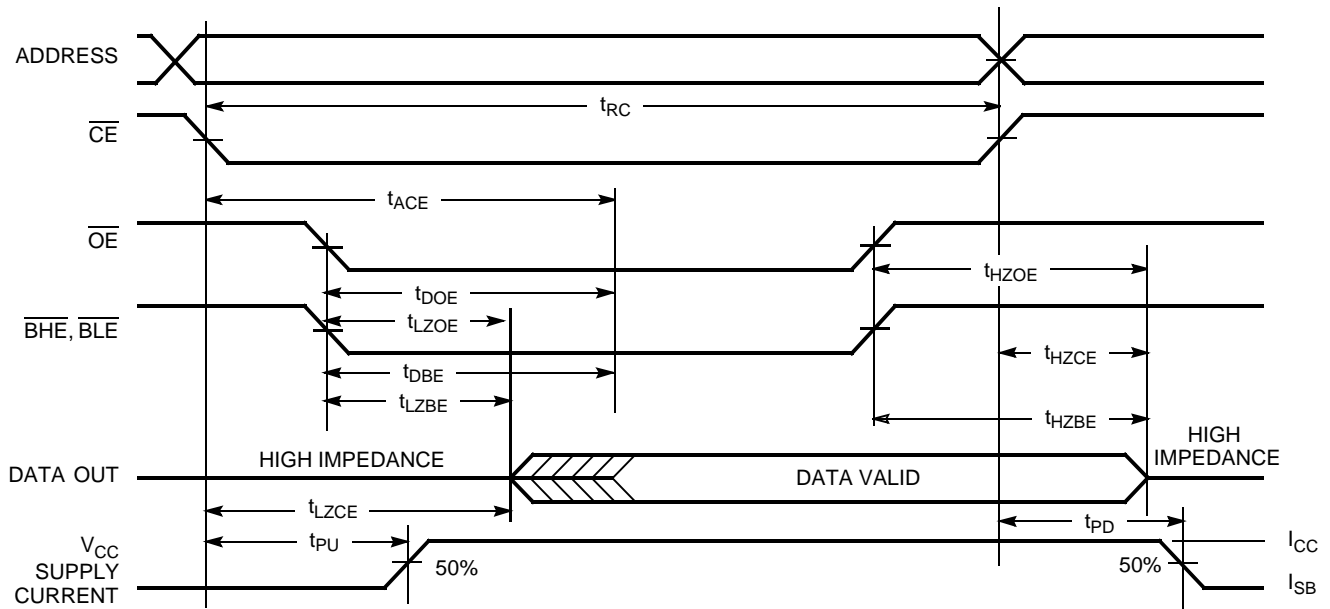 ADDRESS
tRC
CE
tACE
OE
tHZOE
tDOE
BHE, BLE
tLZOE
tHZCE
tDBE
tLZBE
tHZBE
HIGH IMPEDANCE
HIGH
IMPEDANCE
DATA OUT
DATA VALID
tLZCE
tPD
tPU
VCC
SUPPLY
CURRENT
50%
50%
ICC
ISB